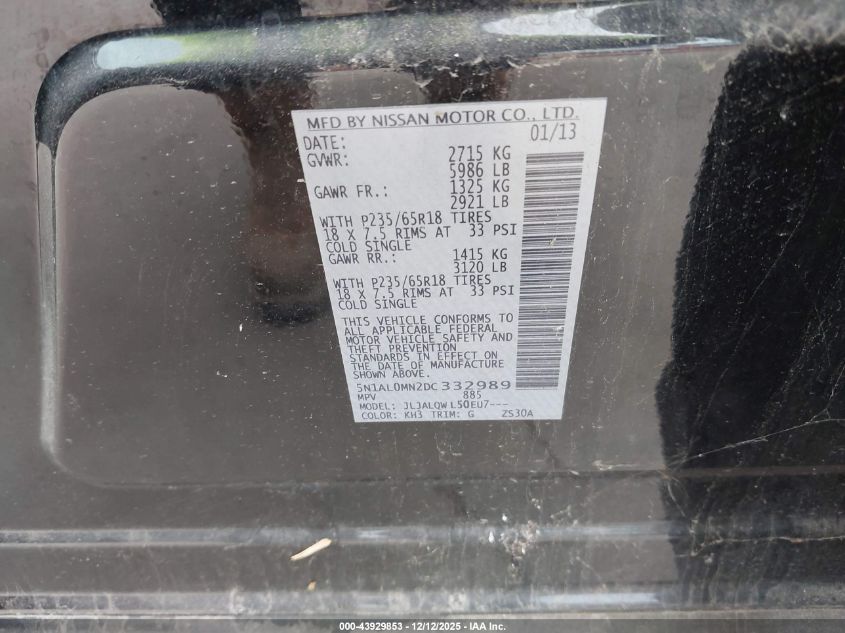 MFD BY NISSAN MOTOR CO., LTD.
DATE: 01/13
GVWR: 2715 KG
5986 LB
GAWR FR.: 1325 KG
2921 LB
WITH P235/65R18 TIRES
18 X 7.5 RIMS AT 33 PSI
COLD SINGLE
GAWR RR.: 1415 KG
3120 LB
WITH P235/65R18 TIRES
18 X 7.5 RIMS AT 33 PSI
COLD SINGLE
THIS VEHICLE CONFORMS TO
ALL APPLICABLE FEDERAL
MOTOR VEHICLE SAFETY AND
THEFT PREVENTION
STANDARDS IN EFFECT ON
THE DATE OF MANUFACTURE
SHOWN ABOVE.
5N1AL0MN2DC332989
MPV 885
MODEL: JLJALQW L50EU7---
COLOR: KH3 TRIM: G ZS30A
000-43929853 - 12/12/2025 - IAA Inc.